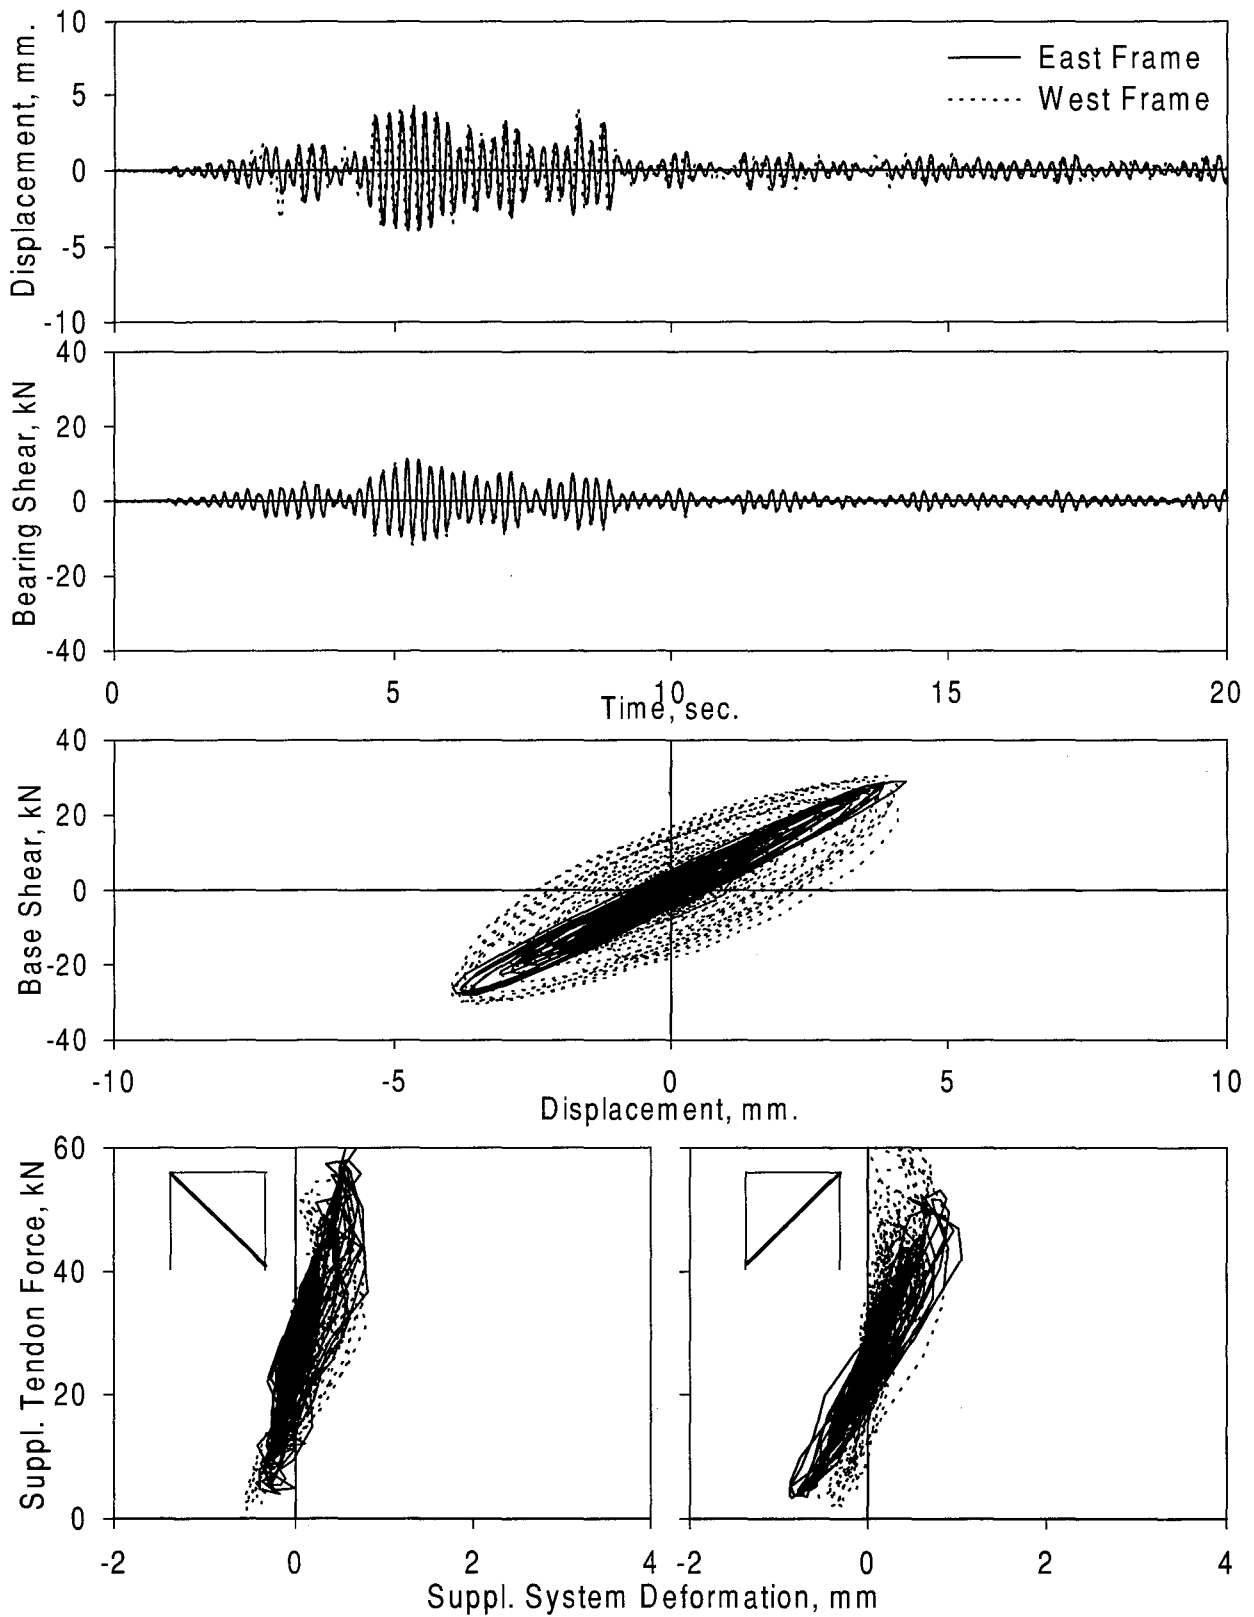 10
5
0
-5
-10
Displacement, mm.
East Frame
West Frame
40
20
0
-20
-40
Bearing Shear, kN
0 5 10 15 20
Time, sec.
40
20
0
-20
-40
Base Shear, kN
-10 -5 0 5 10
Displacement, mm.
60
40
20
0
Suppl. Tendon Force, kN
-2 0 2 4 -2 0 2 4
Suppl. System Deformation, mm